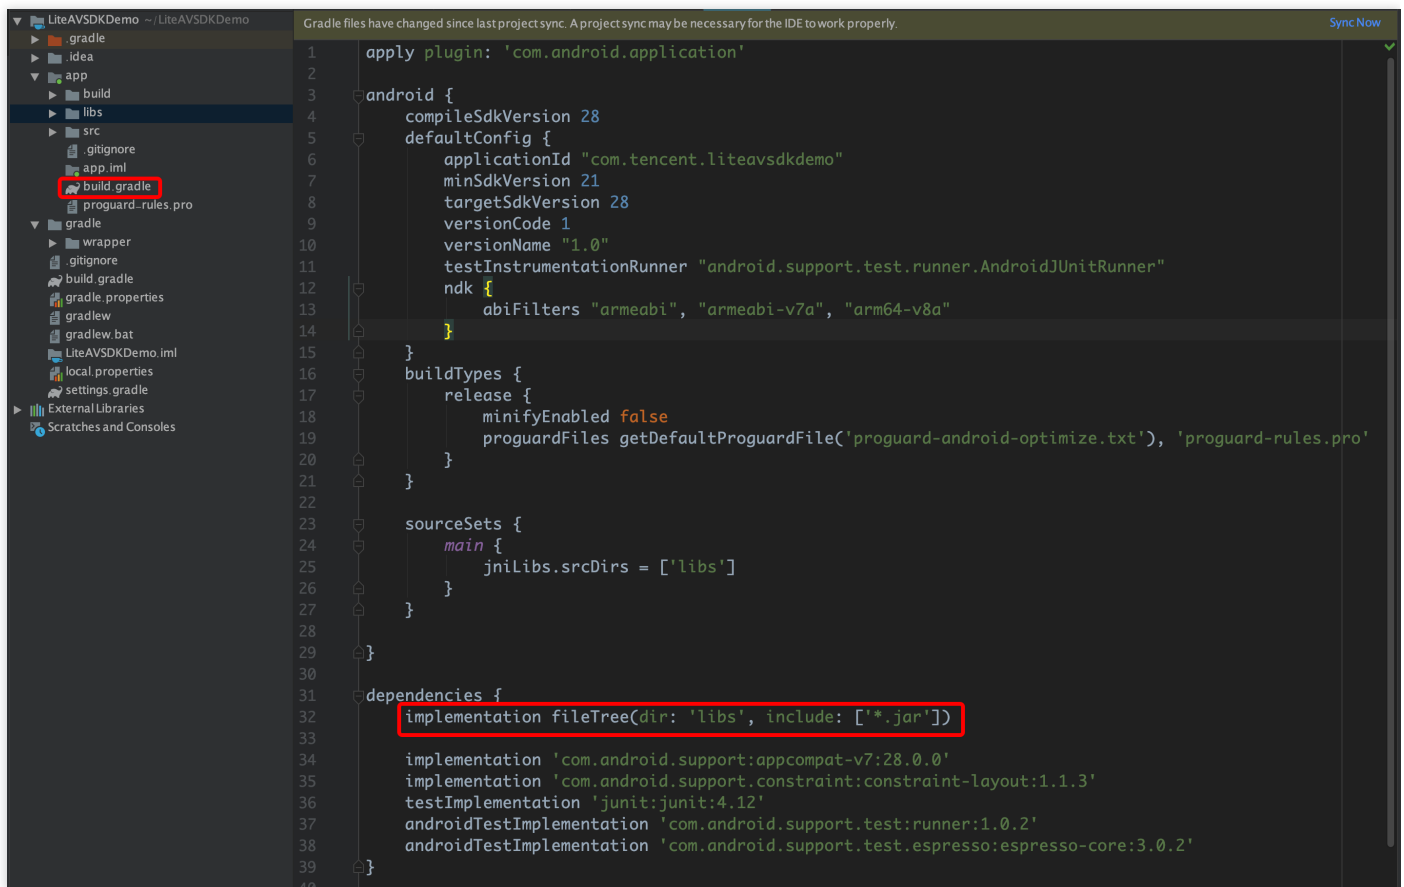 LiteAVSDKDemo ~/LiteAVSDKDemo
.gradle
.idea
app
build
libs
src
.gitignore
app.iml
build.gradle
proguard-rules.pro
gradle
wrapper
.gitignore
build.gradle
gradle.properties
gradlew
gradlew.bat
LiteAVSDKDemo.iml
local.properties
settings.gradle
External Libraries
Scratches and Consoles
Gradle files have changed since last project sync. A project sync may be necessary for the IDE to work properly. Sync Now
1 apply plugin: 'com.android.application'
2
3 android {
4 compileSdkVersion 28
5 defaultConfig {
6 applicationId "com.tencent.liteavsdkdemo"
7 minSdkVersion 21
8 targetSdkVersion 28
9 versionCode 1
10 versionName "1.0"
11 testInstrumentationRunner "android.support.test.runner.AndroidJUnitRunner"
12 ndk {
13 abiFilters "armeabi", "armeabi-v7a", "arm64-v8a"
14 }
15 }
16 buildTypes {
17 release {
18 minifyEnabled false
19 proguardFiles getDefaultProguardFile('proguard-android-optimize.txt'), 'proguard-rules.pro'
20 }
21 }
22
23 sourceSets {
24 main {
25 jniLibs.srcDirs = ['libs']
26 }
27 }
28
29 }
30
31 dependencies {
32 implementation fileTree(dir: 'libs', include: ['*.jar'])
33
34 implementation 'com.android.support:appcompat-v7:28.0.0'
35 implementation 'com.android.support.constraint:constraint-layout:1.1.3'
36 testImplementation 'junit:junit:4.12'
37 androidTestImplementation 'com.android.support.test:runner:1.0.2'
38 androidTestImplementation 'com.android.support.test.espresso:espresso-core:3.0.2'
39 }
40